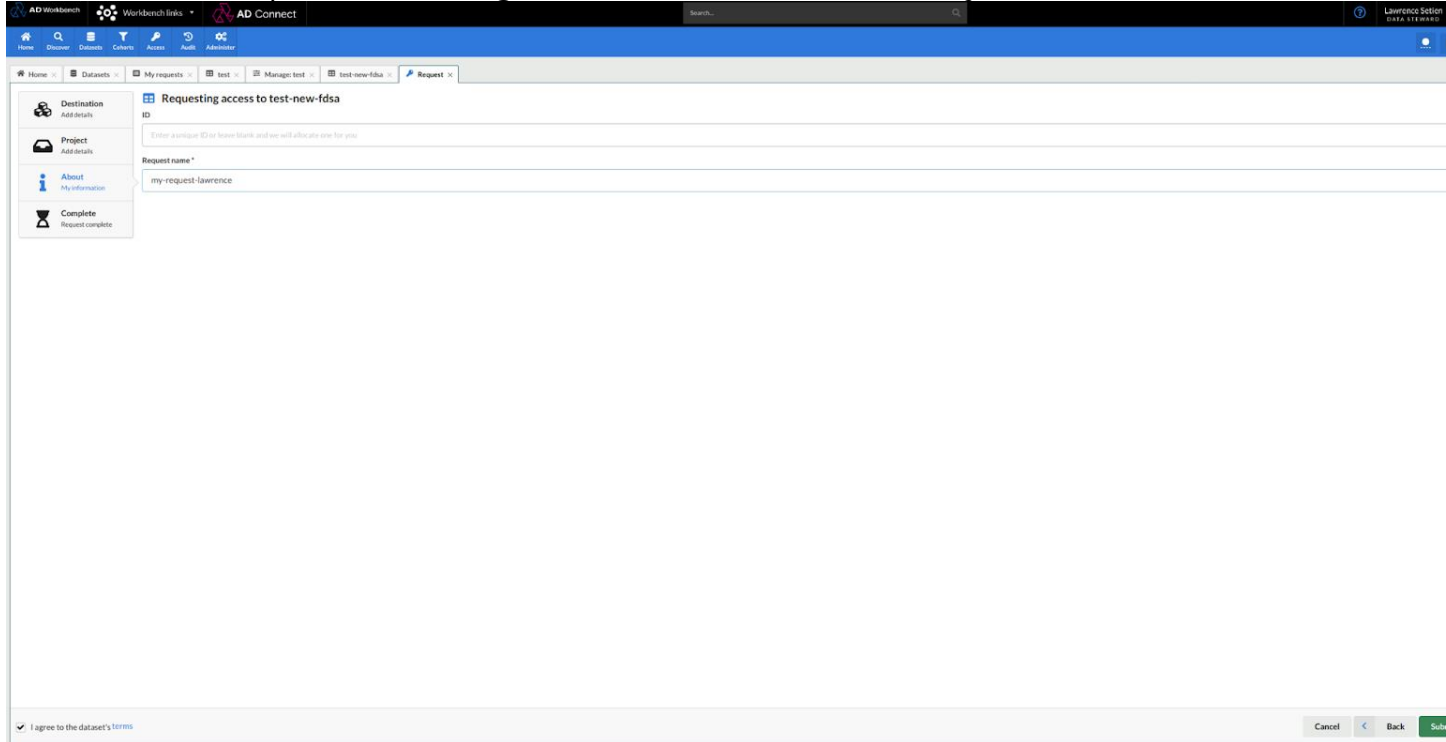 AD Workbench Workbench links AD Connect Search... Lawrence Setien
DATA STEWARD
Home Discover Datasets Cohorts Access Audit Administer
Home Datasets My requests test Manage: test test-new-fdsa Request
Destination
Add details
Project
Add details
About
My information
Complete
Request complete
Requesting access to test-new-fdsa
ID
Enter a unique ID or leave blank and we will allocate one for you
Request name *
my-request-lawrence
I agree to the dataset's terms
Cancel Back Sub